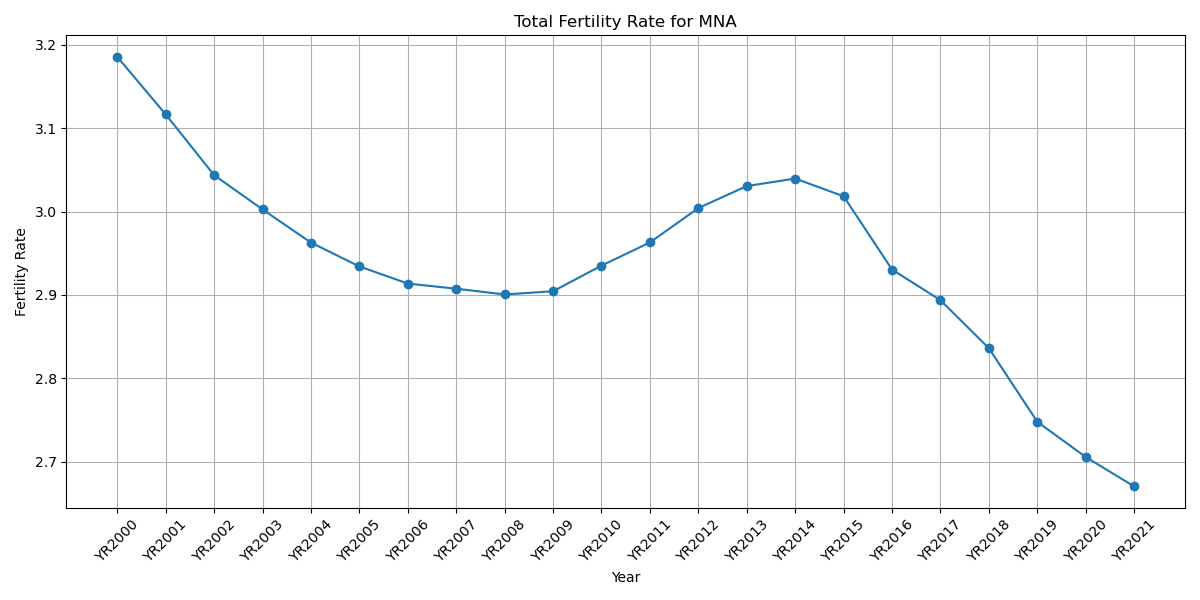 Total Fertility Rate for MNA
Fertility Rate
3.2
3.1
3.0
2.9
2.8
2.7
YR2000
YR2001
YR2002
YR2003
YR2004
YR2005
YR2006
YR2007
YR2008
YR2009
YR2010
YR2011
YR2012
YR2013
YR2014
YR2015
YR2016
YR2017
YR2018
YR2019
YR2020
YR2021
Year